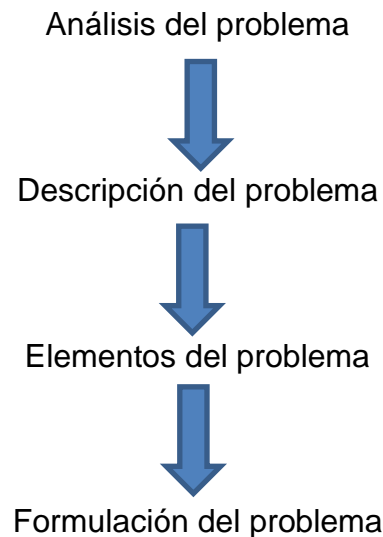 Análisis del problema
Descripción del problema
Elementos del problema
Formulación del problema